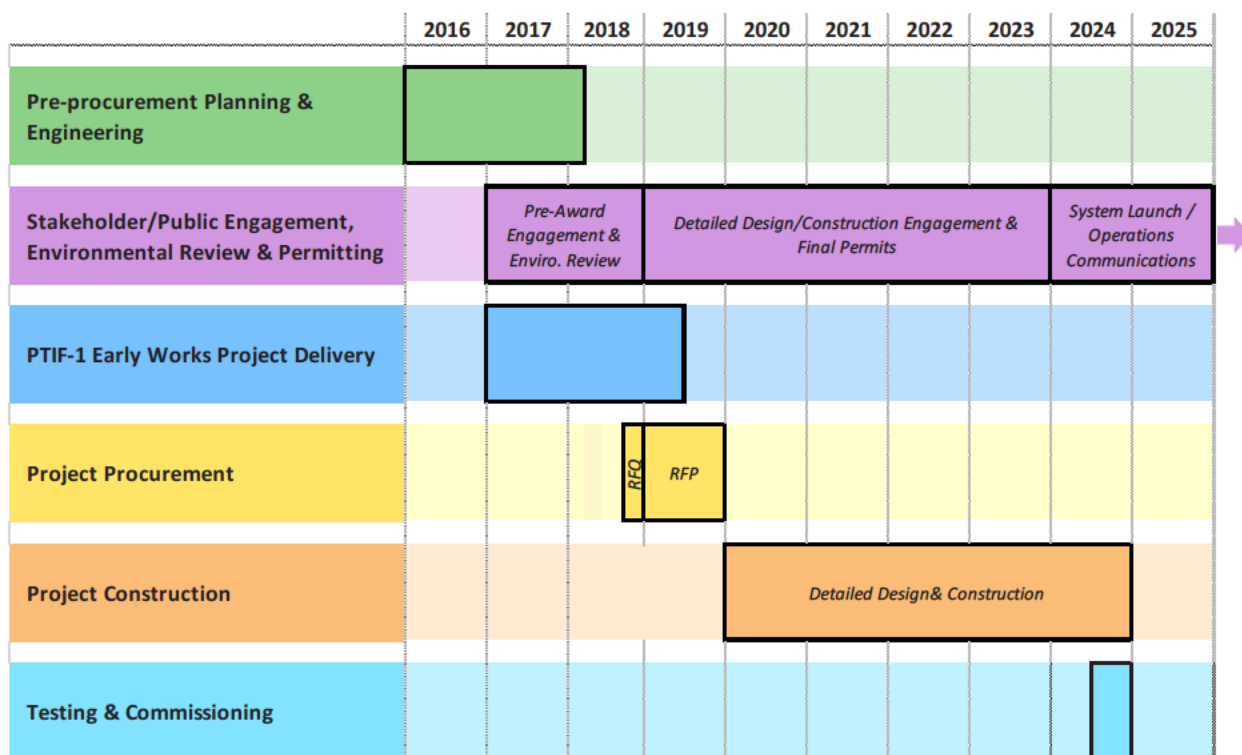 2016 2017 2018 2019 2020 2021 2022 2023 2024 2025
Pre-procurement Planning &
Engineering
Stakeholder/Public Engagement,
Environmental Review & Permitting
Pre-Award
Engagement &
Enviro. Review
Detailed Design/Construction Engagement &
Final Permits
System Launch /
Operations
Communications
PTIF-1 Early Works Project Delivery
Project Procurement
RFQ
RFP
Project Construction
Detailed Design& Construction
Testing & Commissioning